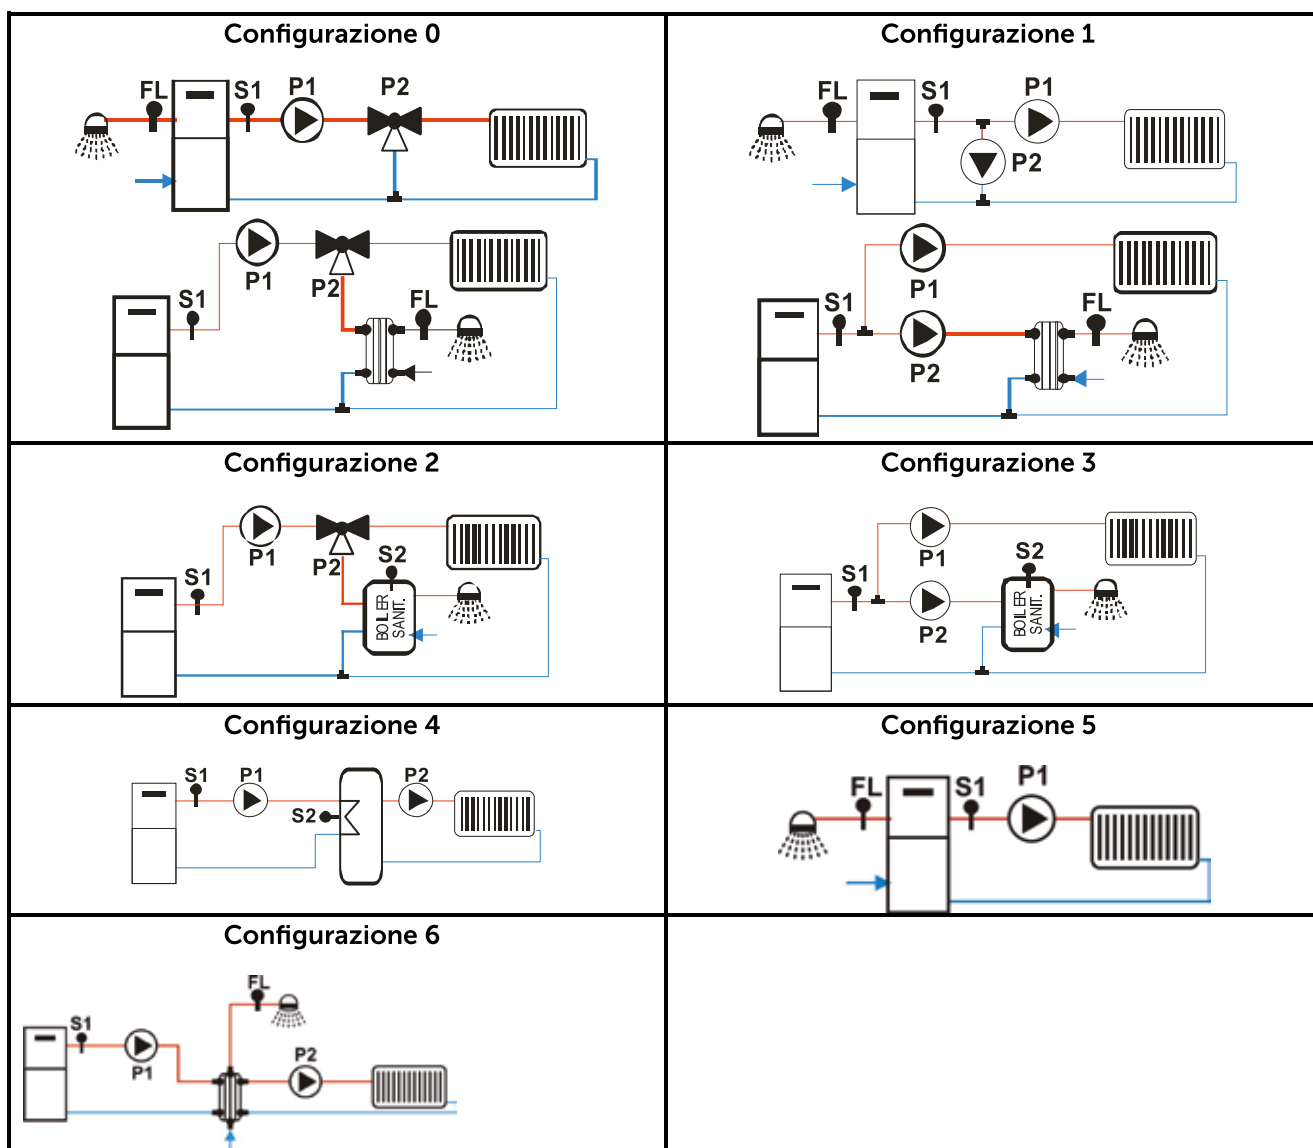 Configurazione 0
FL S1 P1 P2
P1 P2
S1 FL
Configurazione 1
FL S1 P1
P2
P1
S1 FL
P2
Configurazione 2
P1 P2
S1 S2
BOILER
SANIT.
Configurazione 3
P1
S1 S2
P2
BOILER
SANIT.
Configurazione 4
S1 P1 P2
S2
Configurazione 5
FL S1 P1
Configurazione 6
FL
S1
P1 P2